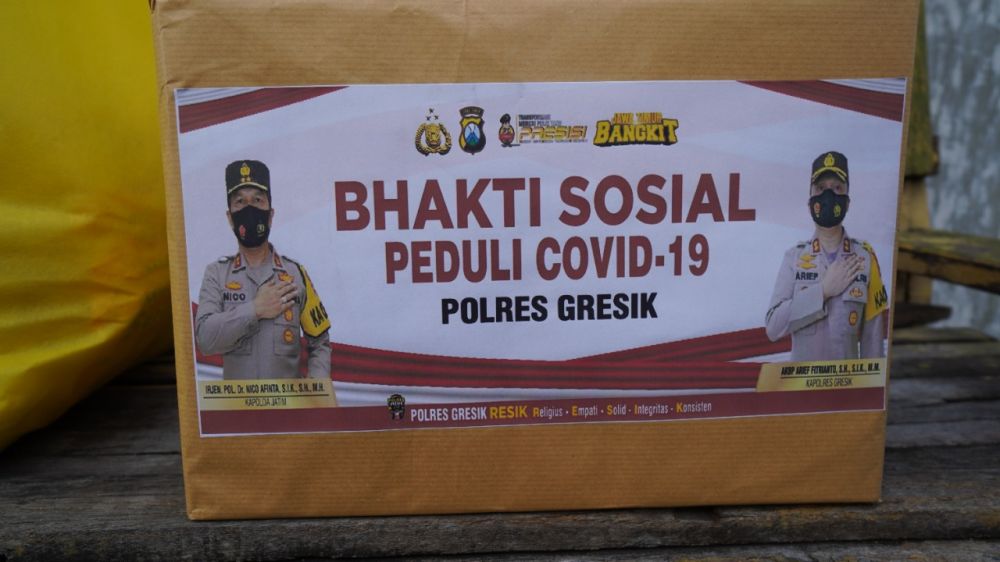 PRESISI
JAWA TIMUR
BANGKIT
BHAKTI SOSIAL
PEDULI COVID-19
POLRES GRESIK
NICO
ARIEF
IRJEN. POL. Dr. NICO AFINTA, S.I.K., S.H., M.H.
KAPOLDA JATIM
AKBP ARIEF FITRIANTO, S.H., S.I.K., M.M.
KAPOLRES GRESIK
POLRES GRESIK RESIK Religius - Empati - Solid - Integritas - Konsisten